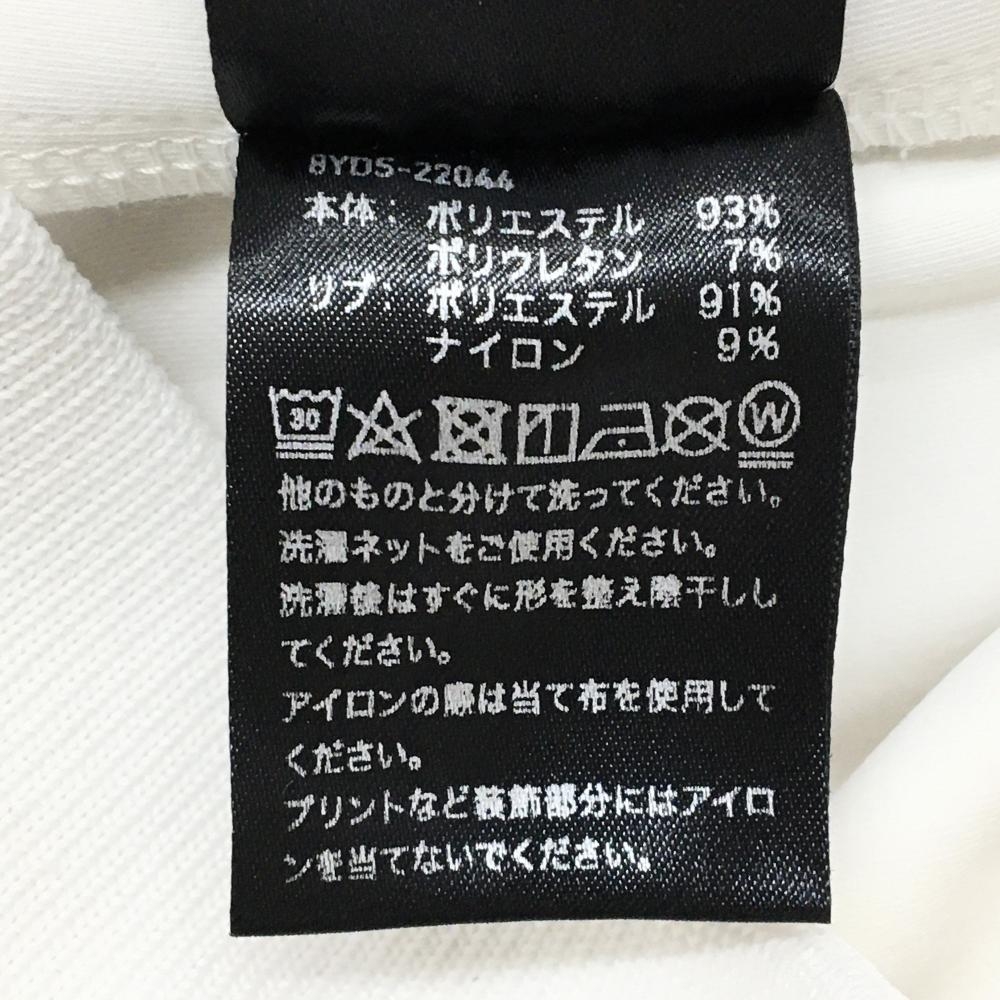 8YDS-22044
本体: ポリエステル 93%
ポリウレタン 7%
リブ: ポリエステル 91%
ナイロン 9%
30 W
他のものと分けて洗ってください。
洗濯ネットをご使用ください。
洗濯後はすぐに形を整え陰干しし
てください。
アイロンの際は当て布を使用して
ください。
プリントなど装飾部分にはアイロ
ンを当てないでください。